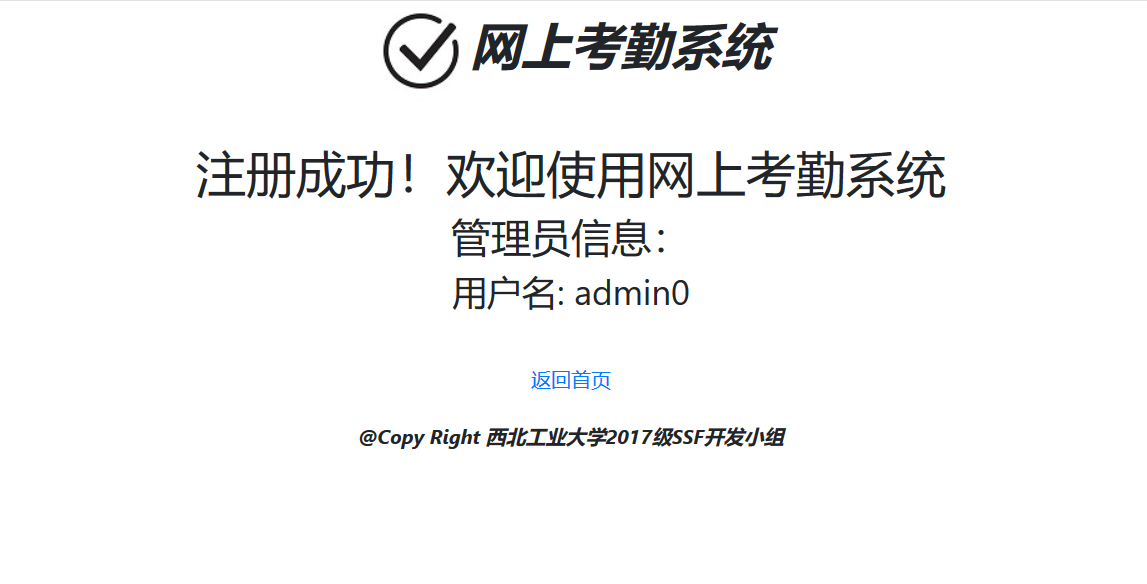 网上考勤系统
注册成功！欢迎使用网上考勤系统
管理员信息：
用户名: admin0
返回首页
@Copy Right 西北工业大学2017级SSF开发小组